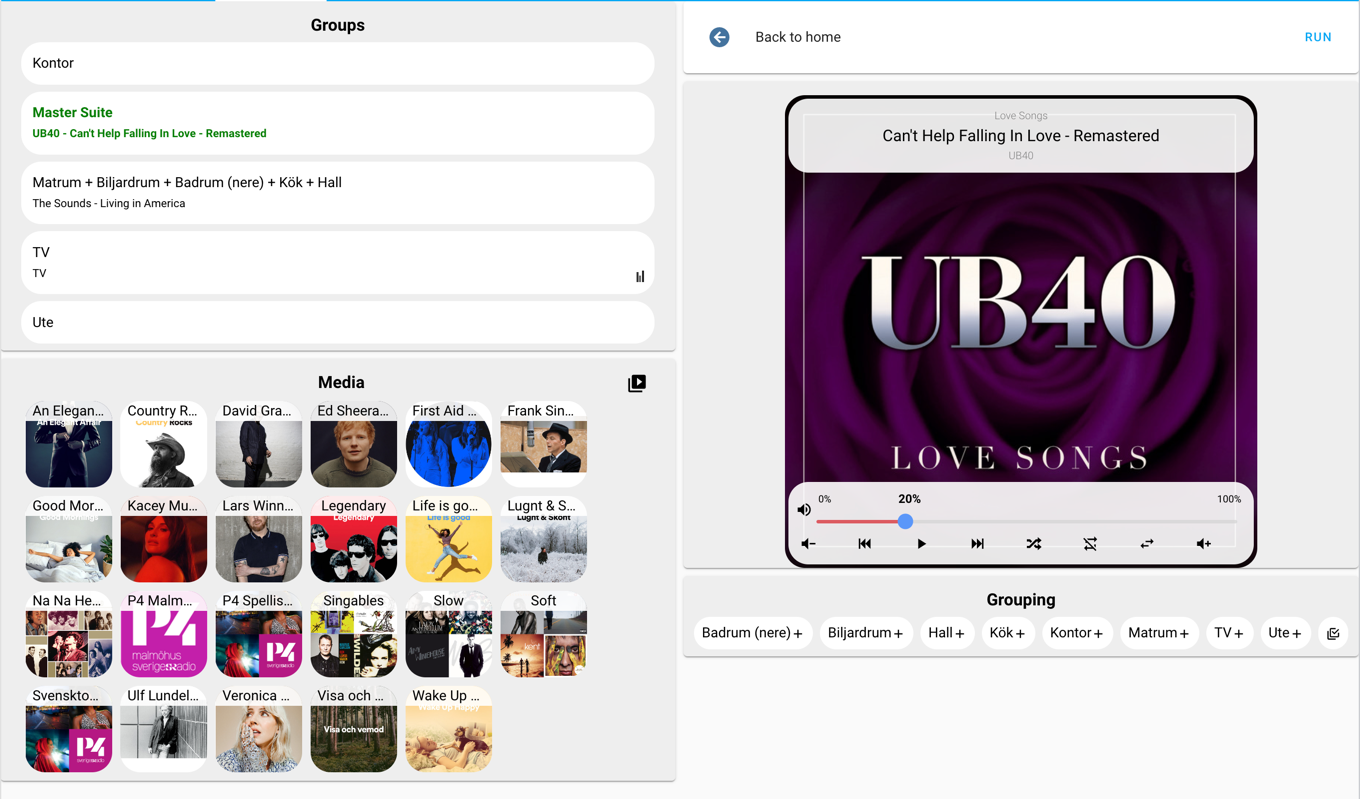 Groups
Kontor
Master Suite
UB40 - Can't Help Falling In Love - Remastered
Matrum + Biljardrum + Badrum (nere) + Kök + Hall
The Sounds - Living in America
TV
TV
Ute
Media
An Elegan...
An Elegant Affair
Country R...
Country Rocks
David Gra...
Ed Sheera...
First Aid ...
Frank Sin...
Good Mor...
Good Mornings
Kacey Mu...
Lars Winn...
Legendary
Legendary
Life is go...
Life is good
Lugnt & S...
Lugnt & Skönt
Na Na He...
P4 Malm...
P4
malmöhus
sverigesradio
P4 Spellis...
P4
sverigesradio
Singables
Slow
Soft
kent
Svenskto...
P4
sverigesradio
Ulf Lundel...
Veronica ...
Visa och ...
Visa och vemod
Wake Up ...
Wake Up Happy
Back to home
RUN
Love Songs
Can't Help Falling In Love - Remastered
UB40
UB40
LOVE SONGS
0%
20%
100%
Grouping
Badrum (nere) +
Biljardrum +
Hall +
Kök +
Kontor +
Matrum +
TV +
Ute +